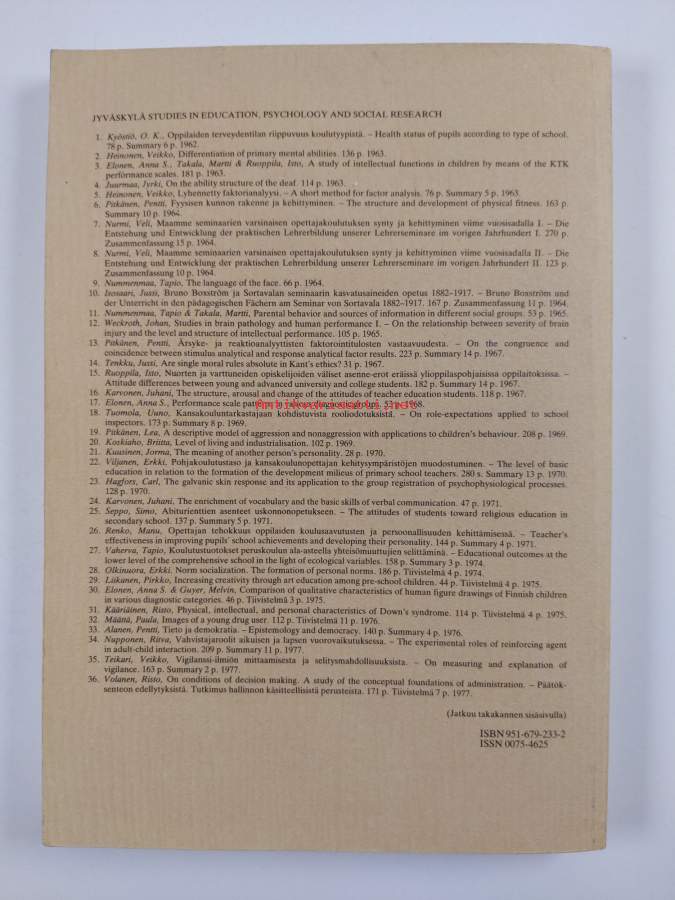 JYVÄSKYLÄ STUDIES IN EDUCATION, PSYCHOLOGY AND SOCIAL RESEARCH
1. Kyöstiö, O. K., Oppilaiden terveydentilan riippuvuus koulutyypistä. – Health status of pupils according to type of school.
78 p. Summary 6 p. 1962.
2. Heinonen, Veikko, Differentiation of primary mental abilities. 136 p. 1963.
3. Elonen, Anna S., Takala, Martti & Ruoppila, Isto, A study of intellectual functions in children by means of the KTK
performance scales. 181 p. 1963.
4. Juurmaa, Jyrki, On the ability structure of the deaf. 114 p. 1963.
5. Heinonen, Veikko, Lyhennetty faktorianalyysi. – A short method for factor analysis. 76 p. Summary 5 p. 1963.
6. Pitkänen, Pentti, Fyysisen kunnon rakenne ja kehittyminen. – The structure and development of physical fitness. 163 p.
Summary 10 p. 1964.
7. Nurmi, Veli, Maamme seminaarien varsinaisen opettajakoulutuksen synty ja kehittyminen viime vuosisadalla I. – Die
Entstehung und Entwicklung der praktischen Lehrerbildung unserer Lehrerseminare im vorigen Jahrhundert I. 270 p.
Zusammenfassung 15 p. 1964.
8. Nurmi, Veli, Maamme seminaarien varsinaisen opettajakoulutuksen synty ja kehittyminen viime vuosisadalla II. – Die
Entstehung und Entwicklung der praktischen Lehrerbildung unserer Lehrerseminare im vorigen Jahrhundert II. 123 p.
Zusammenfassung 10 p. 1964.
9. Nummenmaa, Tapio, The language of the face. 66 p. 1964.
10. Isosaari, Jussi, Bruno Boxström ja Sortavalan seminaarin kasvatusaineiden opetus 1882–1917. – Bruno Boxström und
der Unterricht in den pädagogischen Fächern am Seminar von Sortavala 1882–1917. 167 p. Zusammenfassung 11 p. 1964.
11. Nummenmaa, Tapio & Takala, Martti, Parental behavior and sources of information in different social groups. 53 p. 1965.
12. Weckroth, Johan, Studies in brain pathology and human performance I. – On the relationship between severity of brain
injury and the level and structure of intellectual performance. 105 p. 1965.
13. Pitkänen, Pentti, Ärsyke- ja reaktioanalyyttisten faktorointitulosten vastaavuudesta. – On the congruence and
coincidence between stimulus analytical and response analytical factor results. 223 p. Summary 14 p. 1967.
14. Tenkku, Jussi, Are single moral rules absolute in Kant's ethics? 31 p. 1967.
15. Ruoppila, Isto, Nuorten ja varttuneiden opiskelijoiden väliset asenne-erot eräissä ylioppilaspohjaisissa oppilaitoksissa. –
Attitude differences between young and advanced university and college students. 182 p. Summary 14 p. 1967.
16. Karvonen, Juhani, The structure, arousal and change of the attitudes of teacher education students. 118 p. 1967.
17. Elonen, Anna S., Performance scale 1968.
18. Tuomola, Uuno, Kansakouluntarkastajaan kohdistuvista rooliodotuksista. – On role-expectations applied to school
inspectors. 173 p. Summary 8 p. 1969.
19. Pitkänen, Lea, A descriptive model of aggression and nonaggression with applications to children's behaviour. 208 p. 1969.
20. Koskiaho, Briitta, Level of living and industrialisation. 102 p. 1969.
21. Kuusinen, Jorma, The meaning of another person's personality. 28 p. 1970.
22. Viljanen, Erkki, Pohjakoulutustaso ja kansakoulunopettajan kehitysympäristöjen muodostuminen. – The level of basic
education in relation to the formation of the development milieus of primary school teachers. 280 s. Summary 13 p. 1970.
23. Hagfors, Carl, The galvanic skin response and its application to the group registration of psychophysiological processes.
128 p. 1970.
24. Karvonen, Juhani, The enrichment of vocabulary and the basic skills of verbal communication. 47 p. 1971.
25. Seppo, Simo, Abiturienttien asenteet uskonnonopetukseen. – The attitudes of students toward religious education in
secondary school. 137 p. Summary 5 p. 1971.
26. Renko, Manu, Opettajan tehokkuus oppilaiden koulusaavutusten ja persoonallisuuden kehittämisessä. – Teacher's
effectiveness in improving pupils' school achievements and developing their personality. 144 p. Summary 4 p. 1971.
27. Vaherva, Tapio, Koulutustuotokset peruskoulun ala-asteella yhteisömuuttujien selittäminä. – Educational outcomes at the
lower level of the comprehensive school in the light of ecological variables. 158 p. Summary 3 p. 1974.
28. Olkinuora, Erkki, Norm socialization. The formation of personal norms. 186 p. Tiivistelmä 4 p. 1974.
29. Liikanen, Pirkko, Increasing creativity through art education among pre-school children. 44 p. Tiivistelmä 4 p. 1975.
30. Elonen, Anna S. & Guyer, Melvin, Comparison of qualitative characteristics of human figure drawings of Finnish children
in various diagnostic categories. 46 p. Tiivistelmä 3 p. 1975.
31. Kääriäinen, Risto, Physical, intellectual, and personal characteristics of Down's syndrome. 114 p. Tiivistelmä 4 p. 1975.
32. Määttä, Paula, Images of a young drug user. 112 p. Tiivistelmä 11 p. 1976.
33. Alanen, Pentti, Tieto ja demokratia. – Epistemology and democracy. 140 p. Summary 4 p. 1976.
34. Nupponen, Riitta, Vahvistajaroolit aikuisen ja lapsen vuorovaikutuksessa. – The experimental roles of reinforcing agent
in adult-child interaction. 209 p. Summary 11 p. 1977.
35. Teikari, Veikko, Vigilanssi-ilmiön mittaamisesta ja selitysmahdollisuuksista. – On measuring and explanation of
vigilance. 163 p. Summary 2 p. 1977.
36. Volanen, Risto, On conditions of decision making. A study of the conceptual foundations of administration. – Päätök-
senteon edellytyksistä. Tutkimus hallinnon käsitteellisistä perusteista. 171 p. Tiivistelmä 7 p. 1977.
(Jatkuu takakannen sisäsivulla)
ISBN 951-679-233-2
ISSN 0075-4625